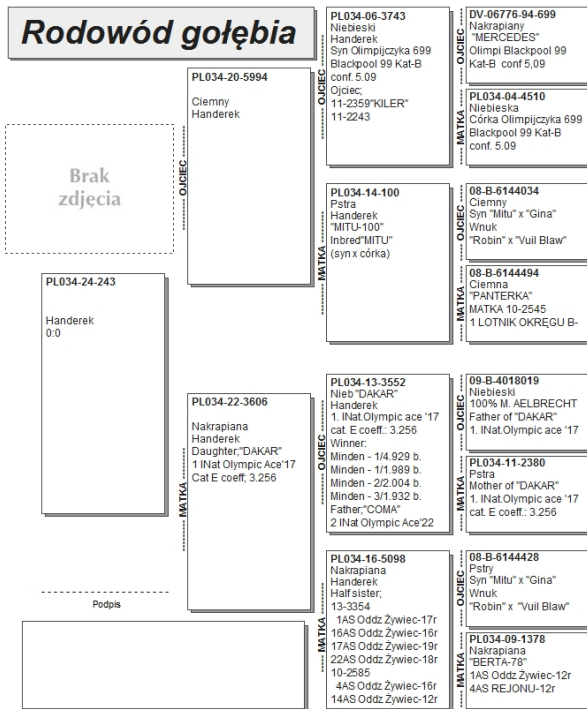 Rodowód gołębia
Brak
zdjęcia
PL034-24-243
Handerek
0:0
Podpis
OJCIEC
PL034-20-5994
Ciemny
Handerek
MATKA
PL034-22-3606
Nakrapiana
Handerek
Daughter;"DAKAR"
1 INat Olympic Ace'17
Cat E coeff; 3.256
OJCIEC
PL034-06-3743
Niebieski
Handerek
Syn Olimpijczyka 699
Blackpool 99 Kat-B
conf. 5.09
Ojciec;
11-2359"KILER"
11-2243
MATKA
PL034-14-100
Pstra
Handerek
"MITU-100"
Inbred"MITU"
(syn x córka)
OJCIEC
PL034-13-3552
Nieb "DAKAR"
Handerek
1. INat.Olympic ace '17
cat. E coeff.: 3.256
Winner:
Minden - 1/4.929 b.
Minden - 1/1.989 b.
Minden - 2/2.004 b.
Minden - 3/1.932 b.
Father;"COMA"
2 INat Olympic Ace'22
MATKA
PL034-16-5098
Nakrapiana
Handerek
Half sister;
13-3354
1AS Oddz Żywiec-17r
16AS Oddz Żywiec-16r
17AS Oddz Żywiec-19r
22AS Oddz Żywiec-18r
10-2585
4AS Oddz Żywiec-16r
14AS Oddz Żywiec-12r
OJCIEC
DV-06776-94-699
Nakrapiany
"MERCEDES"
Olimpi Blackpool 99
Kat-B conf 5,09
MATKA
PL034-04-4510
Niebieska
Córka Olimpijczyka 699
Blackpool 99 Kat-B
conf. 5.09
OJCIEC
08-B-6144034
Ciemny
Syn "Mitu" x "Gina"
Wnuk
"Robin" x "Vuil Blaw"
MATKA
08-B-6144494
Ciemna
"PANTERKA"
MATKA 10-2545
1 LOTNIK OKRĘGU B-
OJCIEC
09-B-4018019
Niebieski
100% M. AELBRECHT
Father of "DAKAR"
1. INat.Olympic ace '17
MATKA
PL034-11-2380
Pstra
Mother of "DAKAR"
1. INat.Olympic ace '17
cat. E coeff.: 3.256
OJCIEC
08-B-6144428
Pstry
Syn "Mitu" x "Gina"
Wnuk
"Robin" x "Vuil Blaw"
MATKA
PL034-09-1378
Nakrapiana
"BERTA-78"
1AS Oddz Żywiec-12r
4AS REJONU-12r